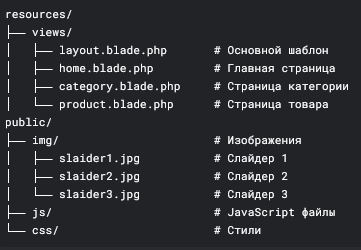 resources/
├── views/
│   ├── layout.blade.php       # Основной шаблон
│   ├── home.blade.php         # Главная страница
│   ├── category.blade.php     # Страница категории
│   └── product.blade.php      # Страница товара
public/
├── img/                       # Изображения
│   ├── slaider1.jpg           # Слайдер 1
│   ├── slaider2.jpg           # Слайдер 2
│   └── slaider3.jpg           # Слайдер 3
├── js/                        # JavaScript файлы
└── css/                       # Стили